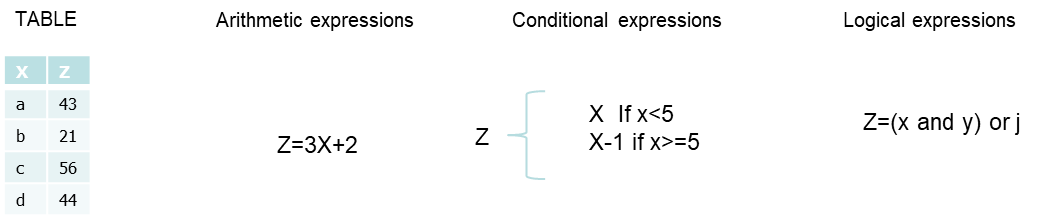 TABLE
x z
a 43
b 21
c 56
d 44
Arithmetic expressions
Z=3X+2
Conditional expressions
Z
X If x<5
X-1 if x>=5
Logical expressions
Z=(x and y) or j